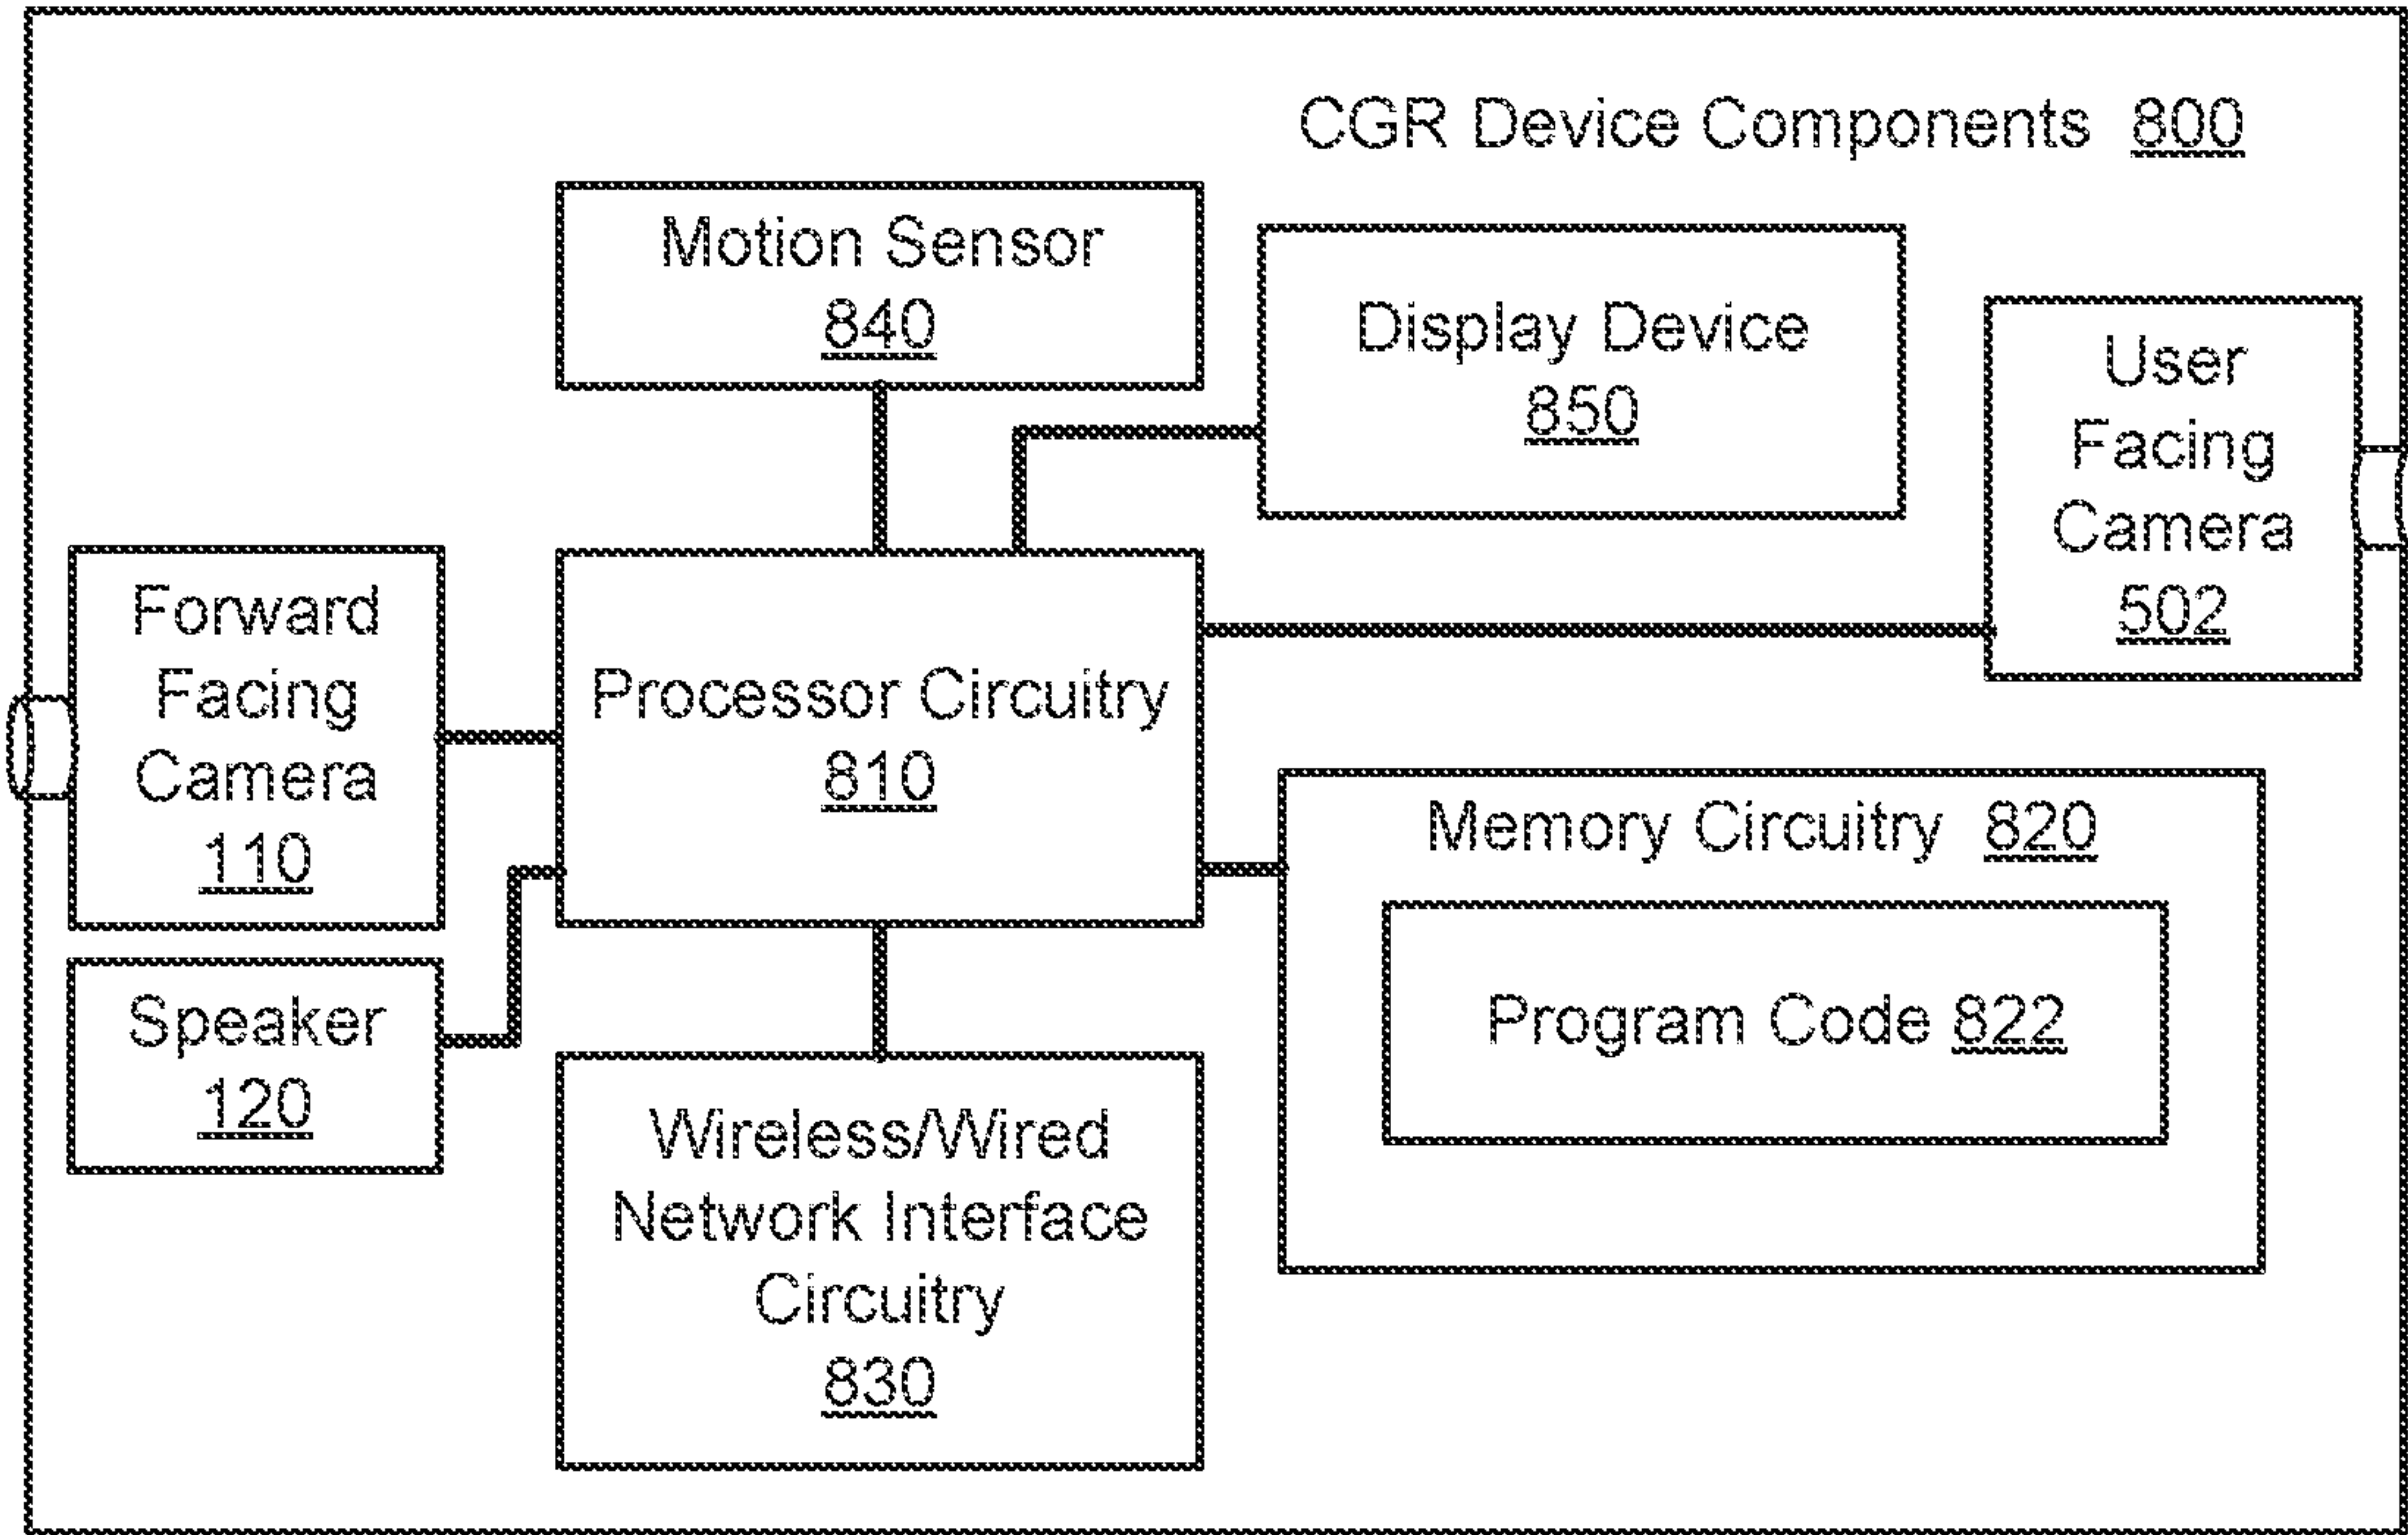 CGR Device Components 800
Motion Sensor
840
Display Device
850
User
Facing
Camera
502
Forward
Facing
Camera
110
Processor Circuitry
810
Memory Circuitry 820
Program Code 822
Speaker
120
Wireless/Wired
Network Interface
Circuitry
830